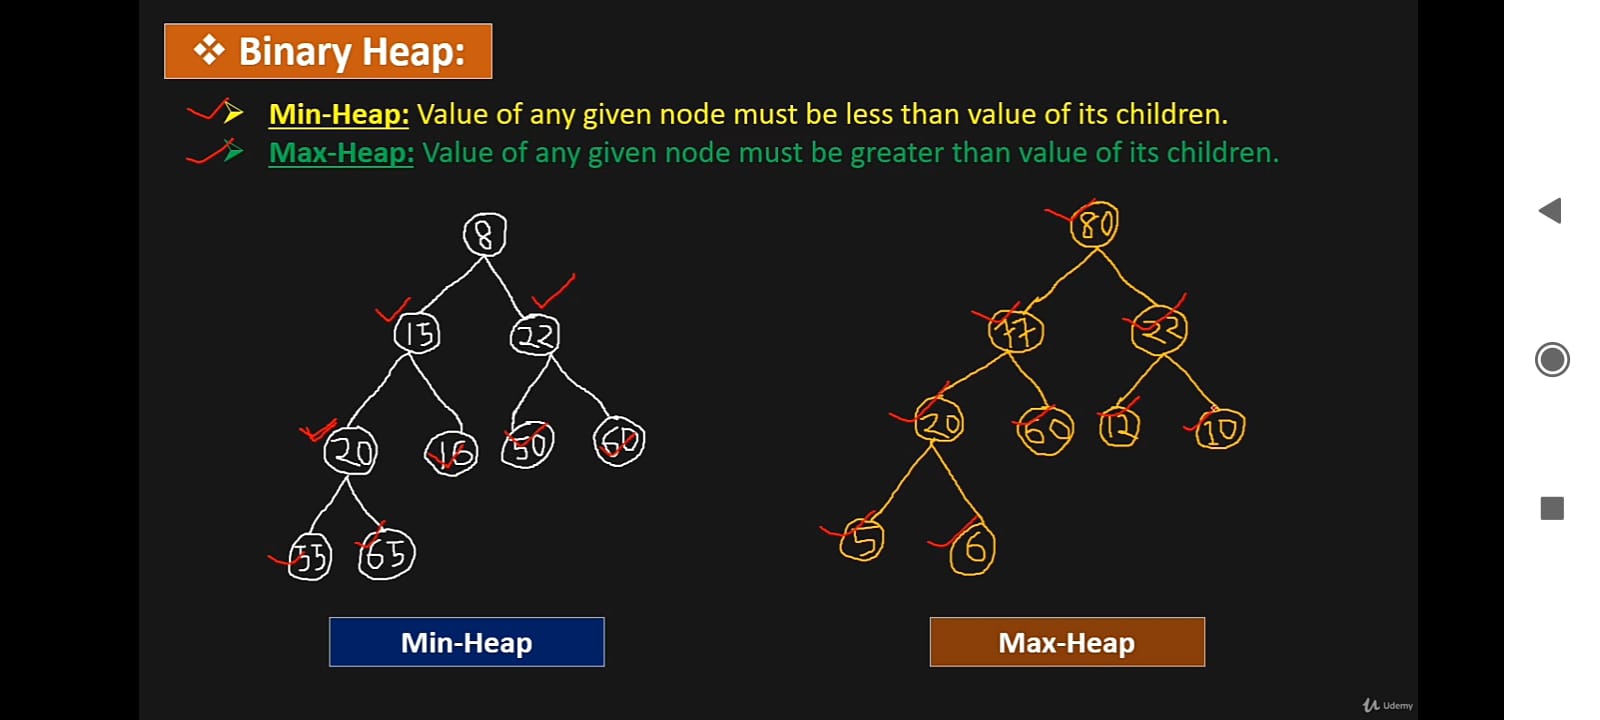 ❖ Binary Heap:
Min-Heap: Value of any given node must be less than value of its children.
Max-Heap: Value of any given node must be greater than value of its children.
8
15 22
20 16 50 60
55 65
80
77 22
20 60 12 10
5 6
Min-Heap
Max-Heap
Udemy